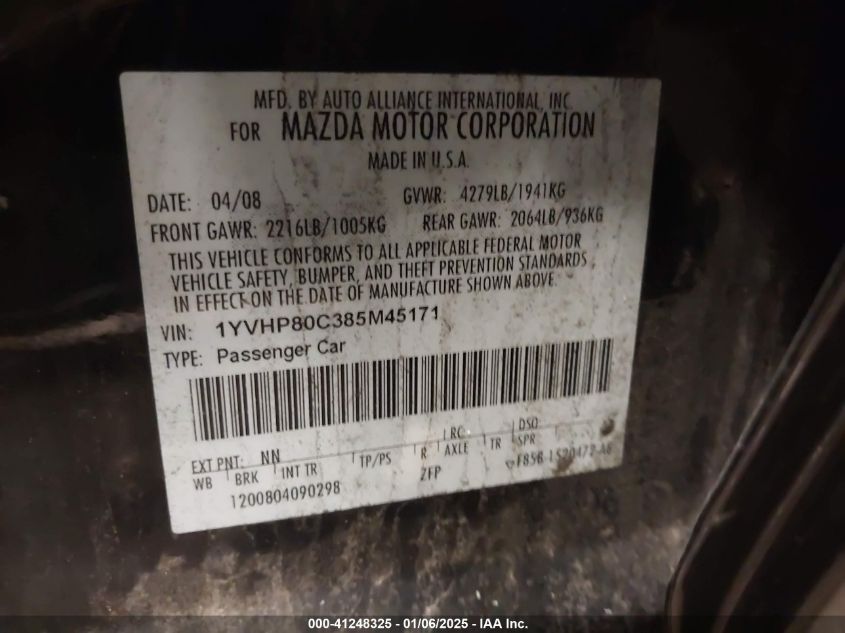 MFD. BY AUTO ALLIANCE INTERNATIONAL, INC.
FOR MAZDA MOTOR CORPORATION
MADE IN U.S.A.
DATE: 04/08 GVWR: 4279LB/1941KG
FRONT GAWR: 2216LB/1005KG REAR GAWR: 2064LB/936KG
THIS VEHICLE CONFORMS TO ALL APPLICABLE FEDERAL MOTOR
VEHICLE SAFETY, BUMPER, AND THEFT PREVENTION STANDARDS
IN EFFECT ON THE DATE OF MANUFACTURE SHOWN ABOVE.
VIN: 1YVHP80C385M45171
TYPE: Passenger Car
EXT PNT: NN RC: DSO
WB BRK INT TR TP/PS R AXLE TR SPR
1200804090298 ZFP
000-41248325 - 01/06/2025 - IAA Inc.